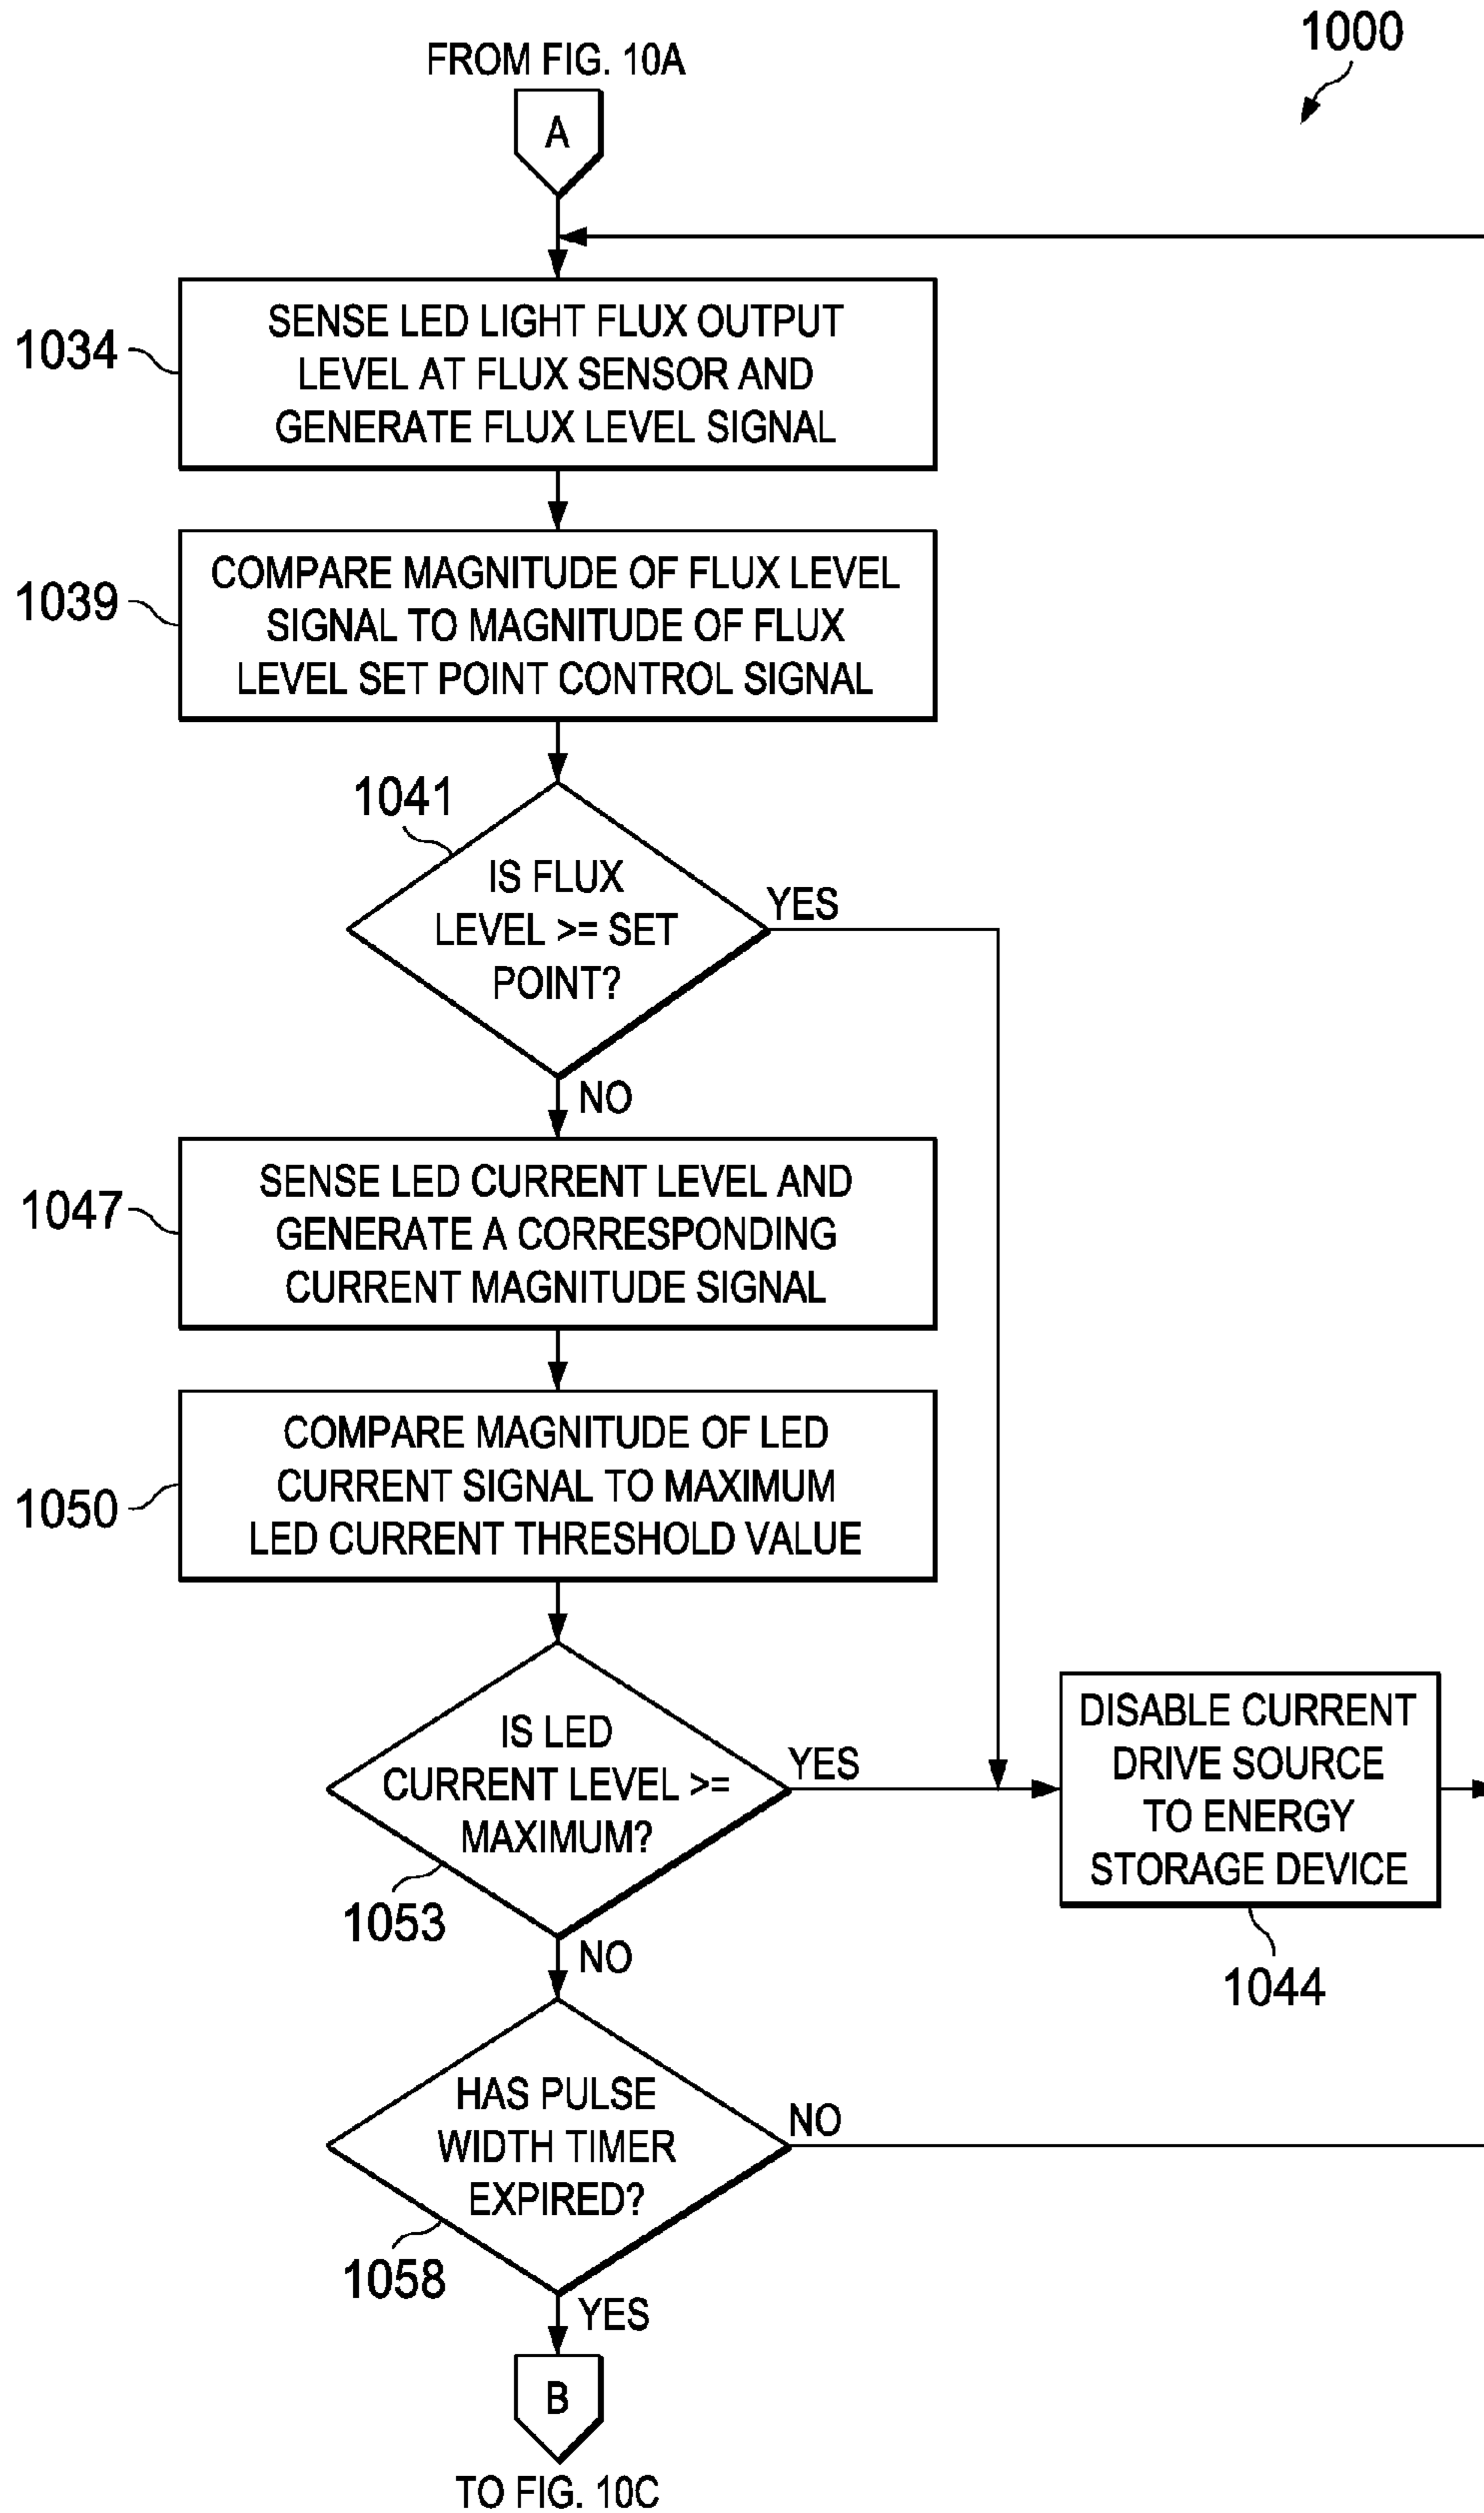 FROM FIG. 10A
1000
A
1034
SENSE LED LIGHT FLUX OUTPUT
LEVEL AT FLUX SENSOR AND
GENERATE FLUX LEVEL SIGNAL
1039
COMPARE MAGNITUDE OF FLUX LEVEL
SIGNAL TO MAGNITUDE OF FLUX
LEVEL SET POINT CONTROL SIGNAL
1041
IS FLUX
LEVEL >= SET
POINT?
YES
NO
1047
SENSE LED CURRENT LEVEL AND
GENERATE A CORRESPONDING
CURRENT MAGNITUDE SIGNAL
1050
COMPARE MAGNITUDE OF LED
CURRENT SIGNAL TO MAXIMUM
LED CURRENT THRESHOLD VALUE
IS LED
CURRENT LEVEL >=
MAXIMUM?
1053
YES
NO
DISABLE CURRENT
DRIVE SOURCE
TO ENERGY
STORAGE DEVICE
1044
HAS PULSE
WIDTH TIMER
EXPIRED?
1058
NO
YES
B
TO FIG. 10C